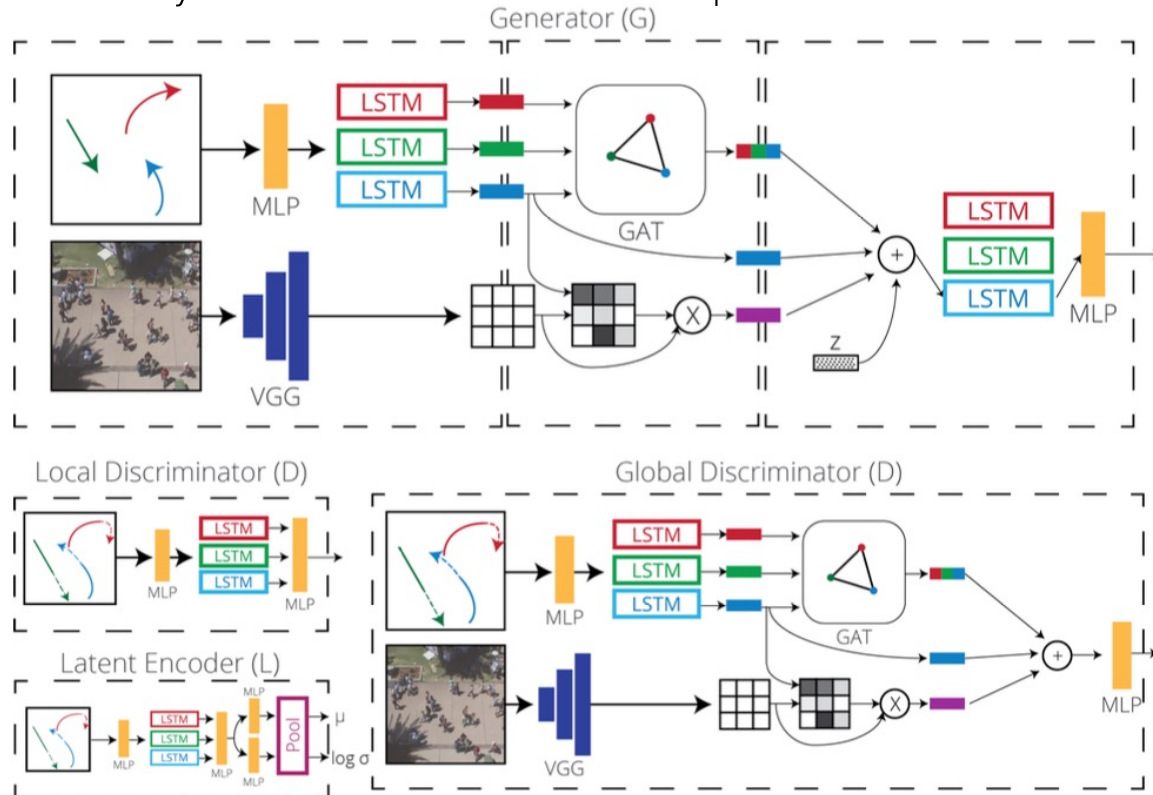 Generator (G)
LSTM
LSTM
LSTM
MLP
GAT
VGG
X
+
z
LSTM
LSTM
LSTM
MLP
Local Discriminator (D)
LSTM
LSTM
LSTM
MLP
MLP
Latent Encoder (L)
MLP
LSTM
LSTM
LSTM
MLP
MLP
MLP
Pool
μ
log σ
Global Discriminator (D)
LSTM
LSTM
LSTM
MLP
GAT
VGG
X
+
MLP